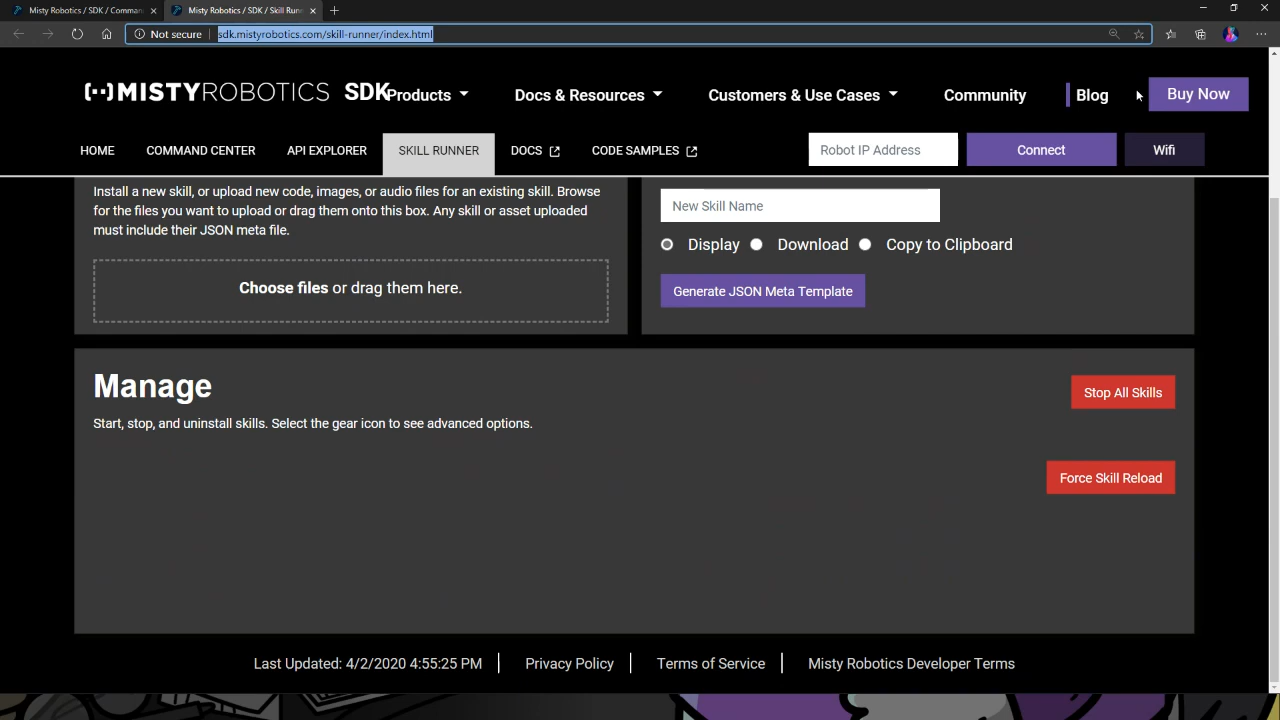 Misty Robotics / SDK / Comman
Misty Robotics / SDK / Skill Runn
Not secure
sdk.mistyrobotics.com/skill-runner/index.html
MISTYROBOTICS SDK
Products
Docs & Resources
Customers & Use Cases
Community
Blog
Buy Now
HOME
COMMAND CENTER
API EXPLORER
SKILL RUNNER
DOCS
CODE SAMPLES
Robot IP Address
Connect
Wifi
Install a new skill, or upload new code, images, or audio files for an existing skill. Browse
for the files you want to upload or drag them onto this box. Any skill or asset uploaded
must include their JSON meta file.
Choose files or drag them here.
New Skill Name
Display
Download
Copy to Clipboard
Generate JSON Meta Template
Manage
Stop All Skills
Start, stop, and uninstall skills. Select the gear icon to see advanced options.
Force Skill Reload
Last Updated: 4/2/2020 4:55:25 PM
Privacy Policy
Terms of Service
Misty Robotics Developer Terms